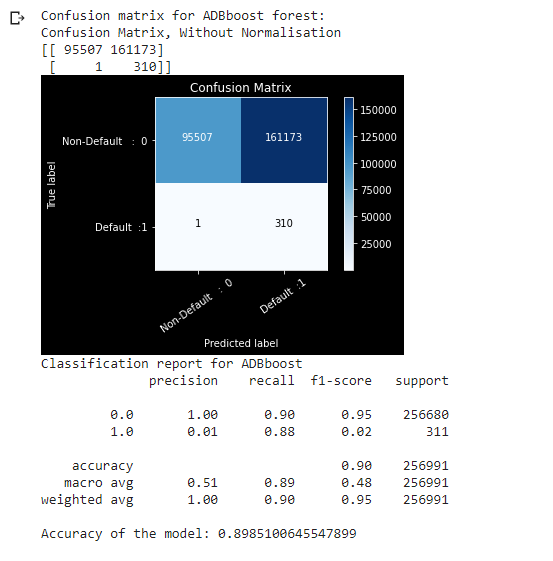 Confusion matrix for ADBboost forest:
Confusion Matrix, Without Normalisation
[[ 95507 161173]
[ 1 310]]
Confusion Matrix
Non-Default : 0
95507
161173
Default :1
1
310
True label
Non-Default : 0
Default :1
Predicted label
150000
125000
100000
75000
50000
25000
Classification report for ADBboost
precision recall f1-score support
0.0 1.00 0.90 0.95 256680
1.0 0.01 0.88 0.02 311
accuracy 0.90 256991
macro avg 0.51 0.89 0.48 256991
weighted avg 1.00 0.90 0.95 256991
Accuracy of the model: 0.8985100645547899